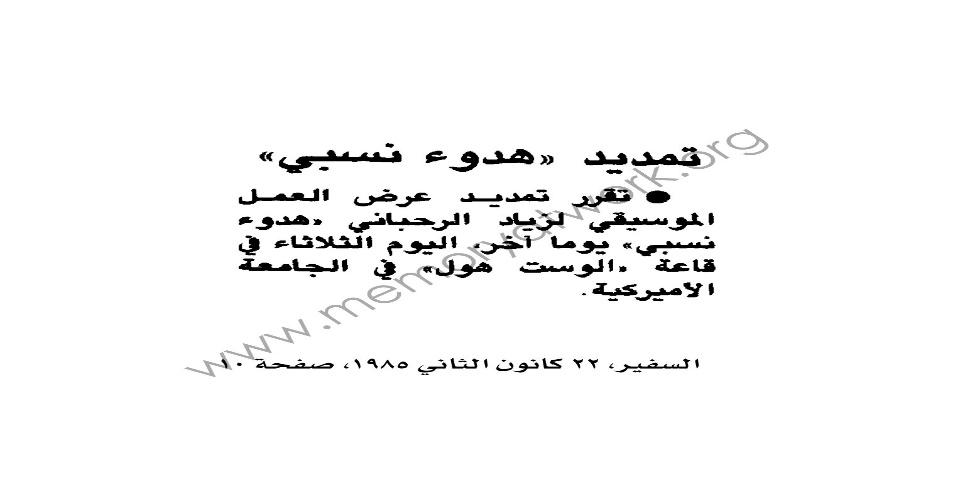 تمديد «هدوء نسبي»
● تقرر تمديد عرض العمل
الموسيقي لزياد الرحباني «هدوء
نسبي» يوما آخر، اليوم الثلاثاء في
قاعة «الوست هول» في الجامعة
الأميركية.
السفير، ٢٢ كانون الثاني ١٩٨٥، صفحة ١٠
www.memoryatwork.org